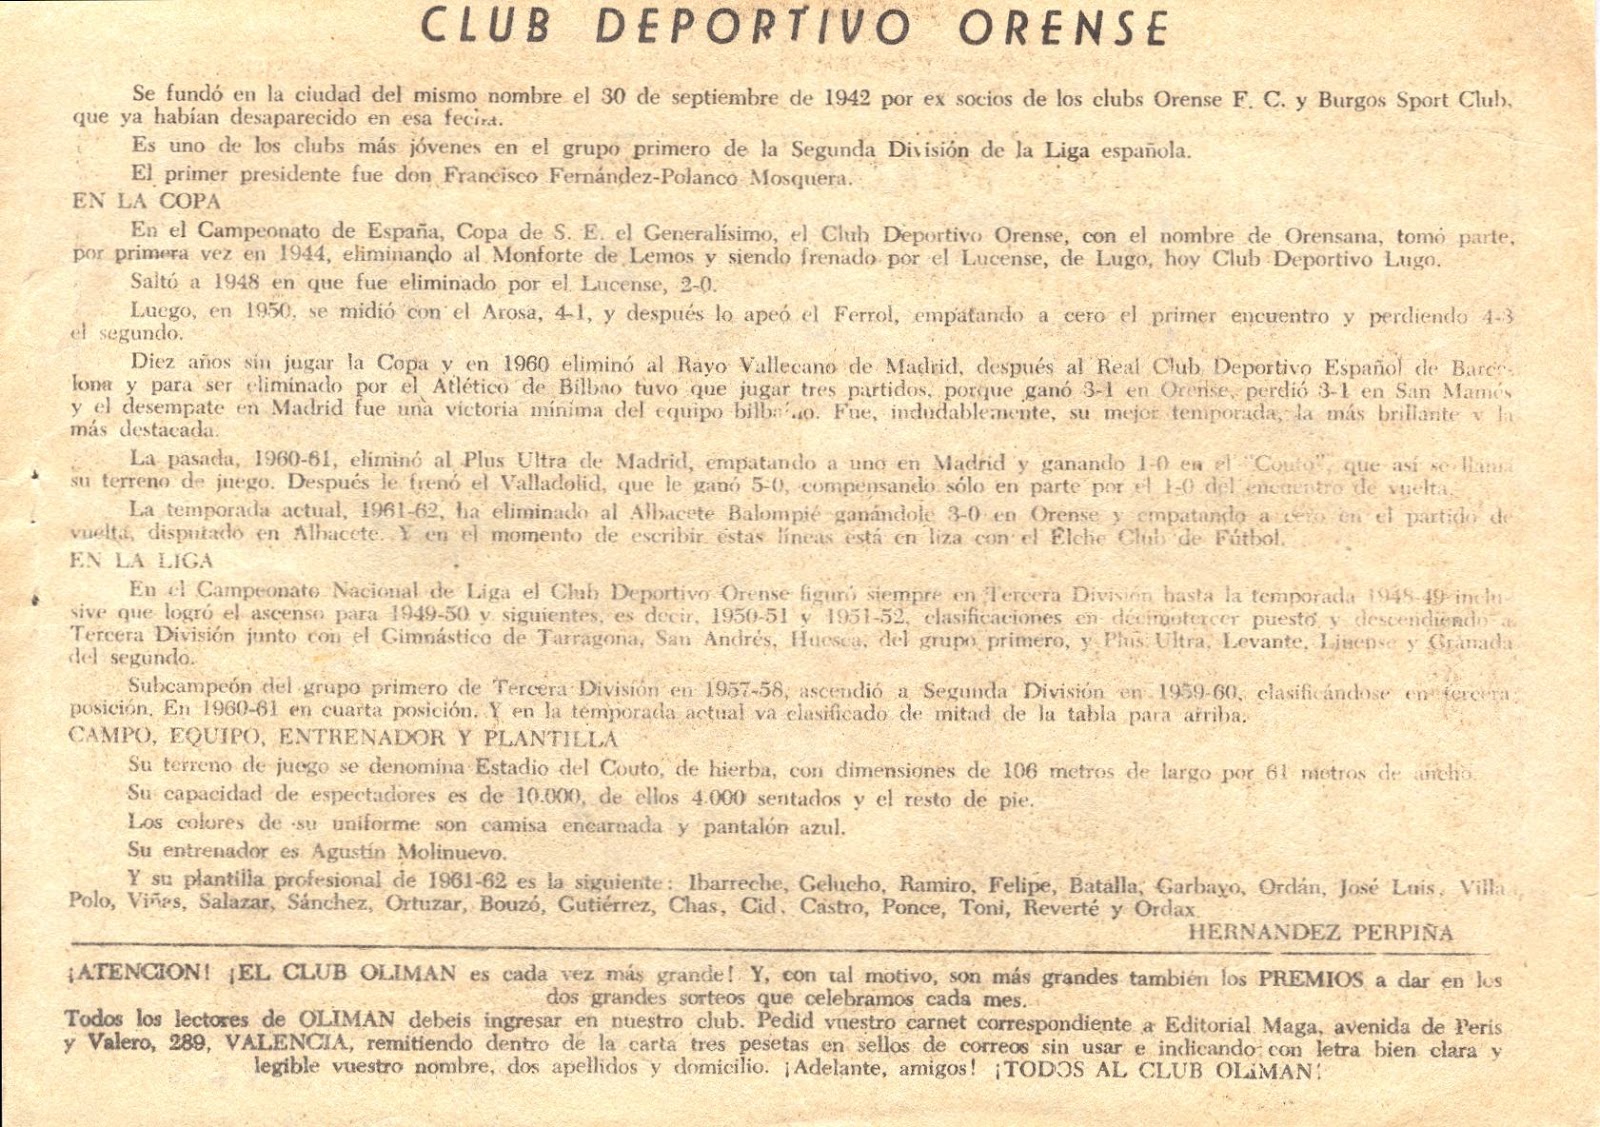 CLUB DEPORTIVO ORENSE
Se fundó en la ciudad del mismo nombre el 30 de septiembre de 1942 por ex socios de los clubs Orense F. C. y Burgos Sport Club,
que ya habían desaparecido en esa fecha.
Es uno de los clubs más jóvenes en el grupo primero de la Segunda División de la Liga española.
El primer presidente fue don Francisco Fernández-Polanco Mosquera.
EN LA COPA
En el Campeonato de España, Copa de S. E. el Generalísimo, el Club Deportivo Orense, con el nombre de Orensana, tomó parte,
por primera vez en 1944, eliminando al Monforte de Lemos y siendo frenado por el Lucense, de Lugo, hoy Club Deportivo Lugo.
Saltó a 1948 en que fue eliminado por el Lucense, 2-0.
Luego, en 1950, se midió con el Arosa, 4-1, y después lo apeó el Ferrol, empatando a cero el primer encuentro y perdiendo 4-3
el segundo.
Diez años sin jugar la Copa y en 1960 eliminó al Rayo Vallecano de Madrid, después al Real Club Deportivo Español de Barce-
lona y para ser eliminado por el Atlético de Bilbao tuvo que jugar tres partidos, porque ganó 3-1 en Orense, perdió 3-1 en San Mamés
y el desempate en Madrid fue una victoria mínima del equipo bilbaíno. Fue, indudablemente, su mejor temporada, la más brillante y la
más destacada.
La pasada, 1960-61, eliminó al Plus Ultra de Madrid, empatando a uno en Madrid y ganando 1-0 en el "Couto", que así se llama
su terreno de juego. Después le frenó el Valladolid, que le ganó 5-0, compensando sólo en parte por el 1-0 del encuentro de vuelta.
La temporada actual, 1961-62, ha eliminado al Albacete Balompié ganándole 3-0 en Orense y empatando a cero en el partido de
vuelta, disputado en Albacete. Y en el momento de escribir éstas líneas está en liza con el Elche Club de Fútbol.
EN LA LIGA
En el Campeonato Nacional de Liga el Club Deportivo Orense figuró siempre en Tercera División hasta la temporada 1948-49 inclu-
sive que logró el ascenso para 1949-50 y siguientes, es decir, 1950-51 y 1951-52, clasificaciones en decimotercer puesto y descendiendo a
Tercera División junto con el Gimnástico de Tarragona, San Andrés, Huesca, del grupo primero, y Plus Ultra, Levante, Linense y Granada
del segundo.
Subcampeón del grupo primero de Tercera División en 1957-58, ascendió a Segunda División en 1959-60, clasificándose en tercera
posición. En 1960-61 en cuarta posición. Y en la temporada actual va clasificado de mitad de la tabla para arriba.
CAMPO, EQUIPO, ENTRENADOR Y PLANTILLA
Su terreno de juego se denomina Estadio del Couto, de hierba, con dimensiones de 106 metros de largo por 61 metros de ancho.
Su capacidad de espectadores es de 10.000, de ellos 4.000 sentados y el resto de pie.
Los colores de su uniforme son camisa encarnada y pantalón azul.
Su entrenador es Agustín Molinuevo.
Y su plantilla profesional de 1961-62 es la siguiente: Ibarreche, Gelucho, Ramiro, Felipe, Batalla, Garbayo, Ordán, José Luis, Villa,
Polo, Viñas, Salazar, Sánchez, Ortuzar, Bouzó, Gutiérrez, Chas, Cid, Castro, Ponce, Toni, Reverté y Ordax
HERNANDEZ PERPIÑA
¡ATENCION! ¡EL CLUB OLIMAN es cada vez más grande! Y, con tal motivo, son más grandes también los PREMIOS a dar en los
dos grandes sorteos que celebramos cada mes.
Todos los lectores de OLIMAN debeis ingresar en nuestro club. Pedid vuestro carnet correspondiente a Editorial Maga, avenida de Peris
y Valero, 289, VALENCIA, remitiendo dentro de la carta tres pesetas en sellos de correos sin usar e indicando con letra bien clara y
legible vuestro nombre, dos apellidos y domicilio. ¡Adelante, amigos! ¡TODOS AL CLUB OLIMAN!